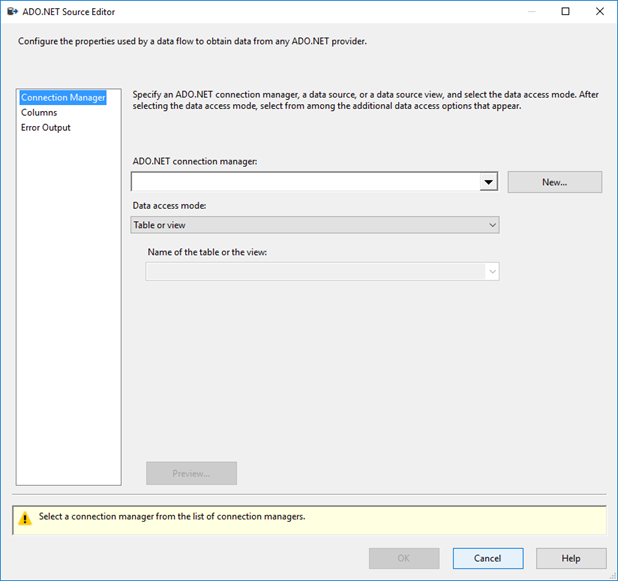 ADO.NET Source Editor
Configure the properties used by a data flow to obtain data from any ADO.NET provider.
Connection Manager
Columns
Error Output
Specify an ADO.NET connection manager, a data source, or a data source view, and select the data access mode. After
selecting the data access mode, select from among the additional data access options that appear.
ADO.NET connection manager:
New...
Data access mode:
Table or view
Name of the table or the view:
Preview...
Select a connection manager from the list of connection managers.
OK
Cancel
Help